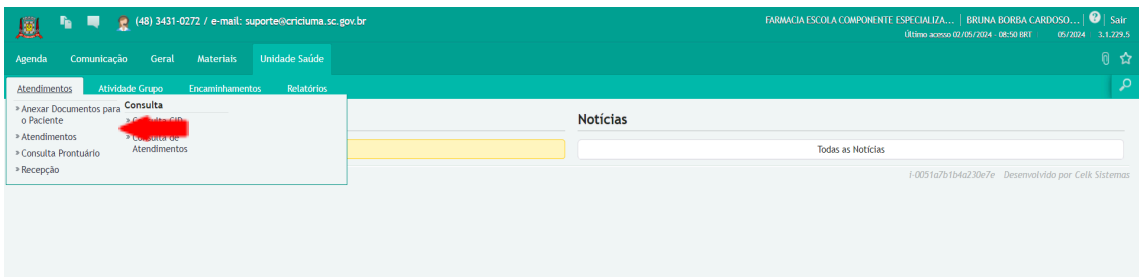 (48) 3431-0272 / e-mail: suporte@criciuma.sc.gov.br
FARMACIA ESCOLA COMPONENTE ESPECIALIZA... | BRUNA BORBA CARDOSO... | ? | Sair
Último acesso 02/05/2024 - 08:50 BRT 05/2024 3.1.229.5
Agenda Comunicação Geral Materiais Unidade Saúde
Atendimentos Atividade Grupo Encaminhamentos Relatórios
» Anexar Documentos para o Paciente
» Atendimentos
» Consulta Prontuário
» Recepção
Consulta
» Consulta CID
» Consulta de
Atendimentos
Notícias
Todas as Notícias
i-0051a7b1b4a230e7e Desenvolvido por Celk Sistemas